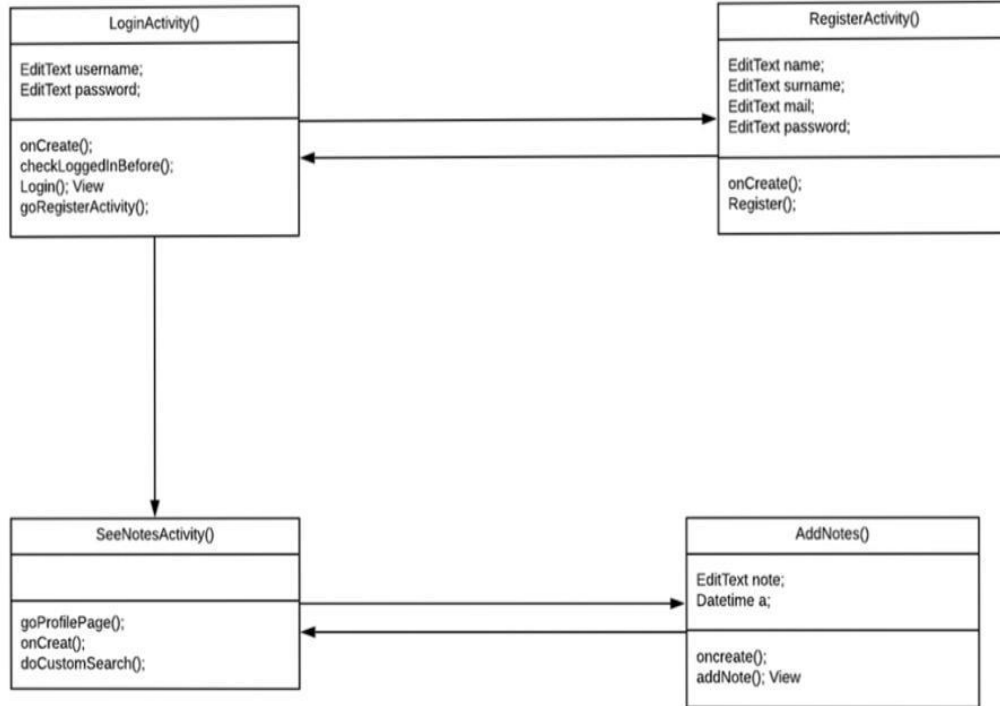 LoginActivity()
EditText username;
EditText password;
onCreate();
checkLoggedInBefore();
Login(); View
goRegisterActivity();
RegisterActivity()
EditText name;
EditText surname;
EditText mail;
EditText password;
onCreate();
Register();
SeeNotesActivity()
goProfilePage();
onCreat();
doCustomSearch();
AddNotes()
EditText note;
Datetime a;
oncreate();
addNote(); View